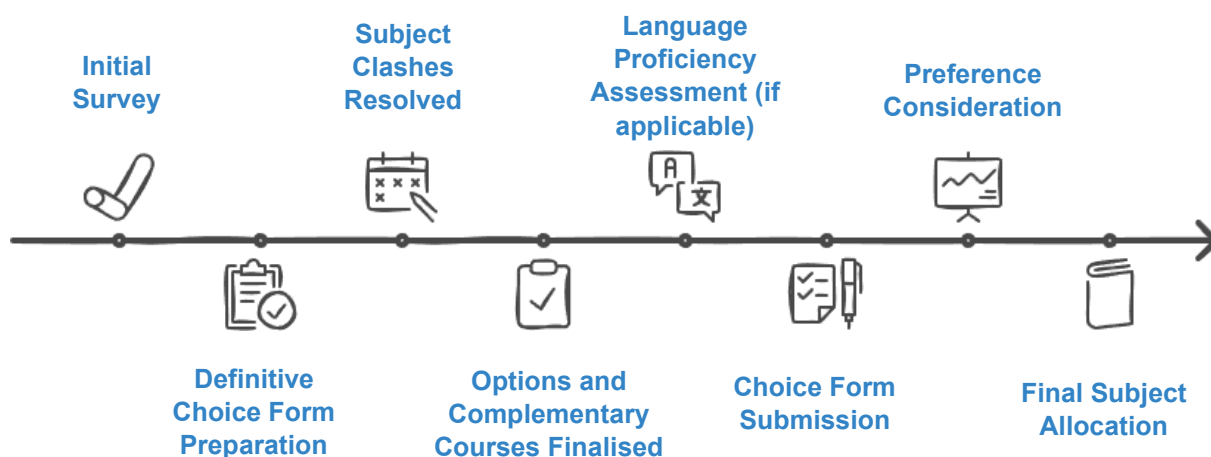 Initial
Survey
Definitive
Choice Form
Preparation
Subject
Clashes
Resolved
Options and
Complementary
Courses Finalised
Language
Proficiency
Assessment (if
applicable)
A
文
Choice Form
Submission
Preference
Consideration
Final Subject
Allocation